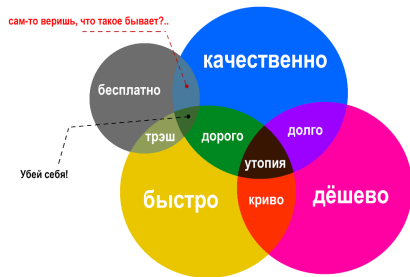 сам-то веришь, что такое бывает?..
качественно
бесплатно
трэш
дорого
долго
утопия
Убей себя!
быстро
криво
дёшево